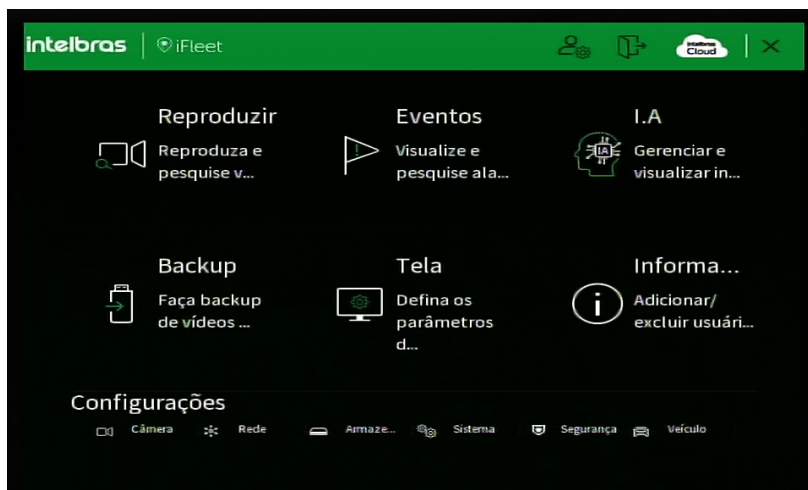 intelbras iFleet intelbras Cloud
Reproduzir
Reproduza e
pesquise v...
Eventos
Visualize e
pesquise ala...
I.A
IA
Gerenciar e
visualizar in...
Backup
Faça backup
de vídeos ...
Tela
Defina os
parâmetros
d...
Informa...
Adicionar/
excluir usuári...
Configurações
Câmera Rede Armaze... Sistema Segurança Veículo